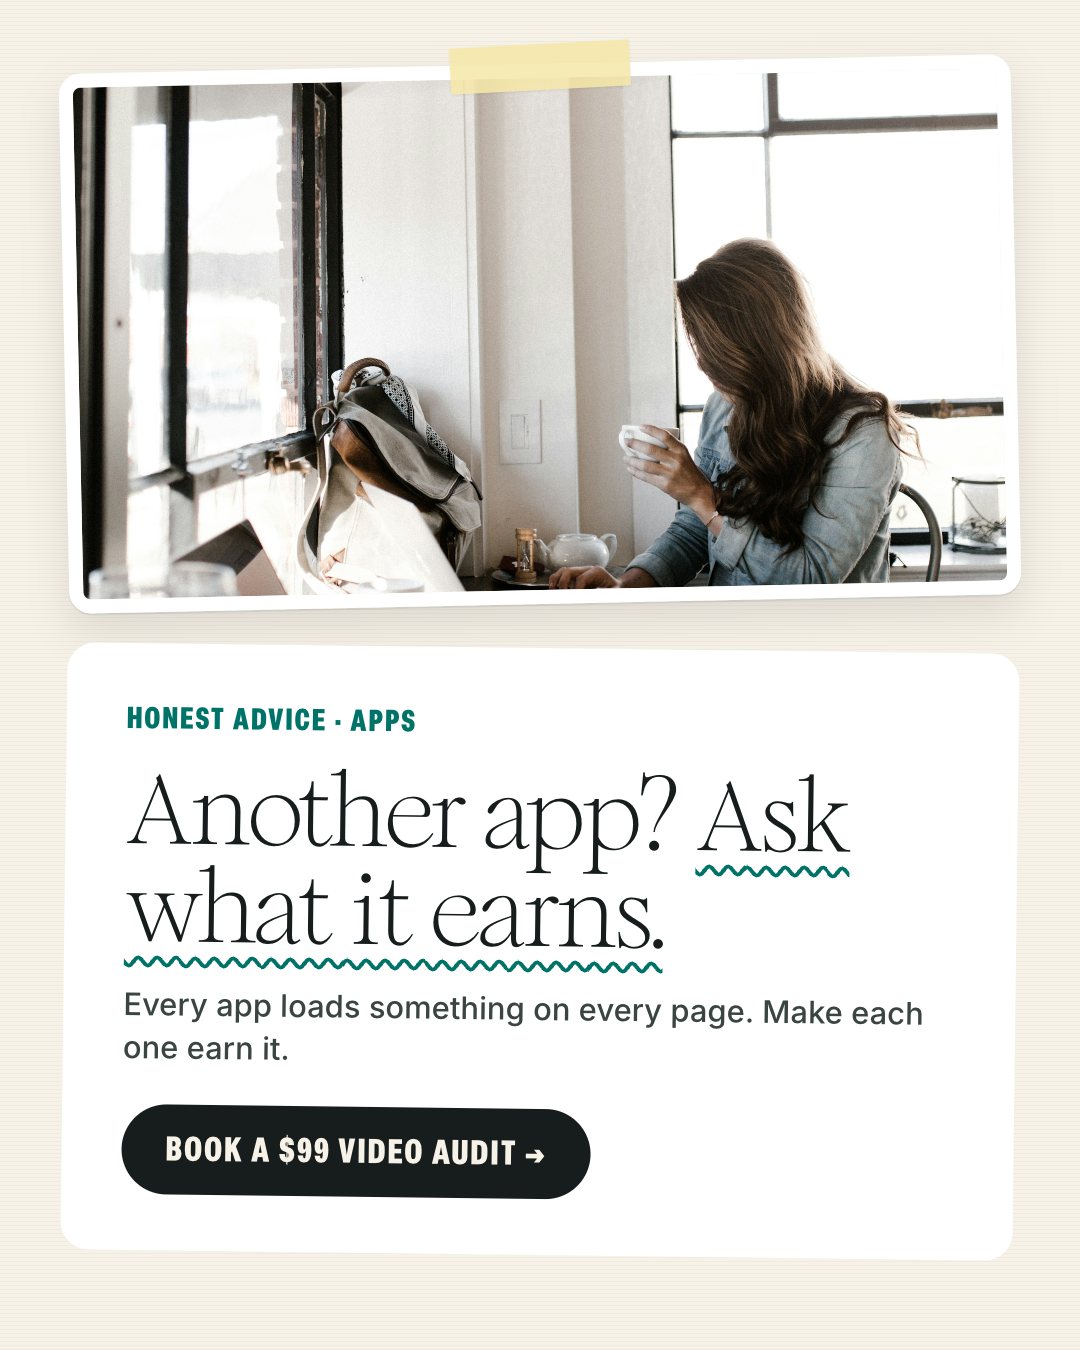 HONEST ADVICE · APPS
Another app? Ask
what it earns.
Every app loads something on every page. Make each
one earn it.
BOOK A $99 VIDEO AUDIT →